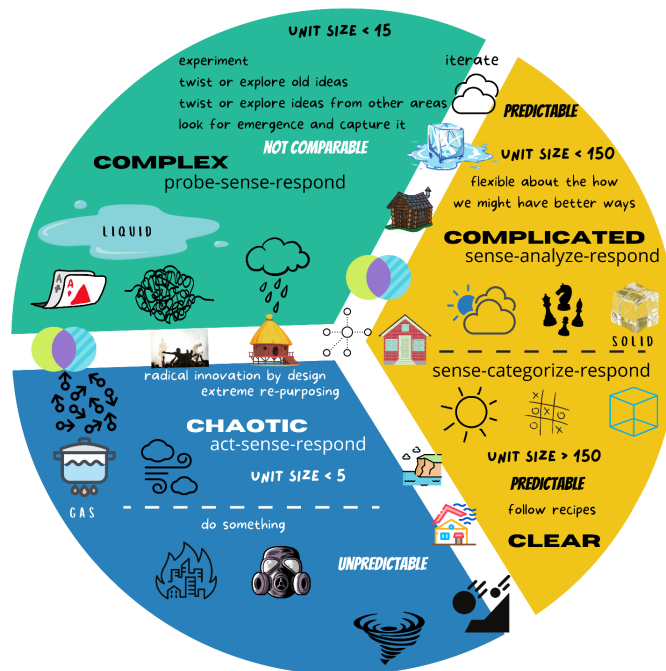 UNIT SIZE < 15
experiment
twist or explore old ideas
twist or explore ideas from other areas
look for emergence and capture it
NOT COMPARABLE
COMPLEX
probe-sense-respond
LIQUID
A
A
iterate
PREDICTABLE
UNIT SIZE < 150
flexible about the how
we might have better ways
COMPLICATED
sense-analyze-respond
SOLID
sense-categorize-respond
UNIT SIZE > 150
PREDICTABLE
follow recipes
CLEAR
radical innovation by design
extreme re-purposing
CHAOTIC
act-sense-respond
UNIT SIZE < 5
GAS
do something
UNPREDICTABLE